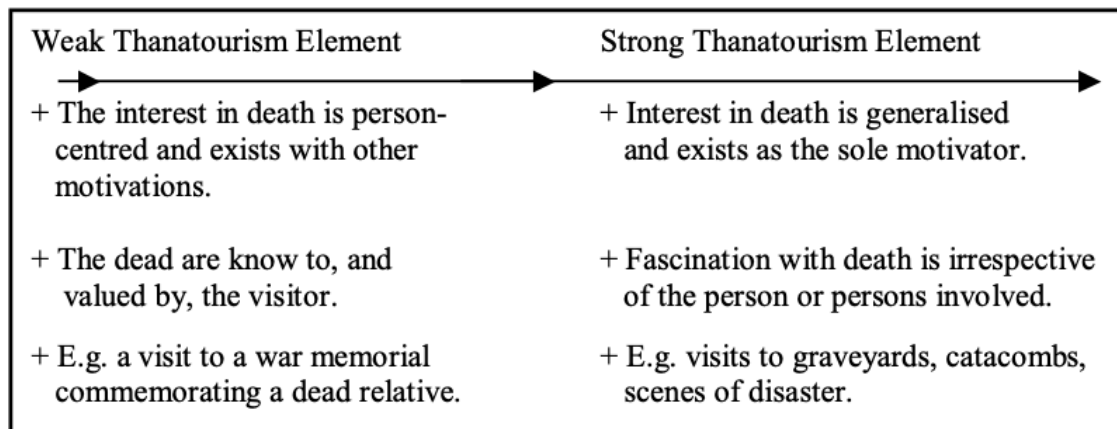 Weak Thanatourism Element
Strong Thanatourism Element
+ The interest in death is person-
centred and exists with other
motivations.
+ Interest in death is generalised
and exists as the sole motivator.
+ The dead are know to, and
valued by, the visitor.
+ Fascination with death is irrespective
of the person or persons involved.
+ E.g. a visit to a war memorial
commemorating a dead relative.
+ E.g. visits to graveyards, catacombs,
scenes of disaster.